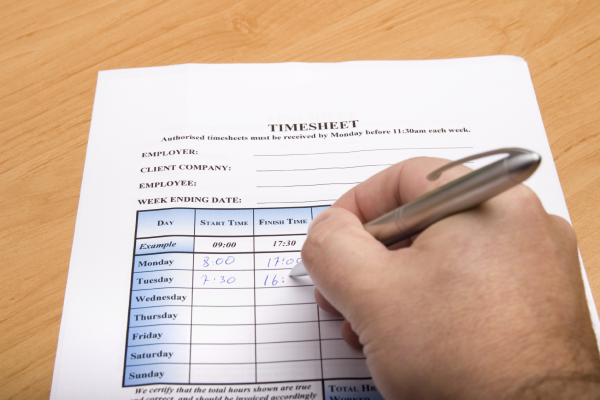 TIMESHEET
Authorised timesheets must be received by Monday before 11:30am each week.
EMPLOYER:
CLIENT COMPANY:
EMPLOYEE:
WEEK ENDING DATE:
DAY START TIME FINISH TIME
Example 09:00 17:30
Monday 8.00 17:00
Tuesday 7.30 16:
Wednesday
Thursday
Friday
Saturday
Sunday
We certify that the total hours shown are true
and correct, and should be invoiced accordingly
TOTAL
WORKED